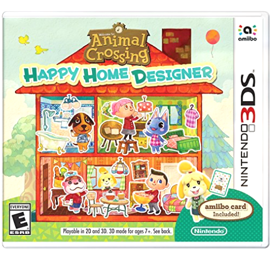 Animal
Crossing
HAPPY HOME DESIGNER
amiibo
NINTENDO 3DS
amiibo card
Included!
Playable in 2D and 3D. 3D mode for ages 7+. See back.
E
ESRB
Nintendo